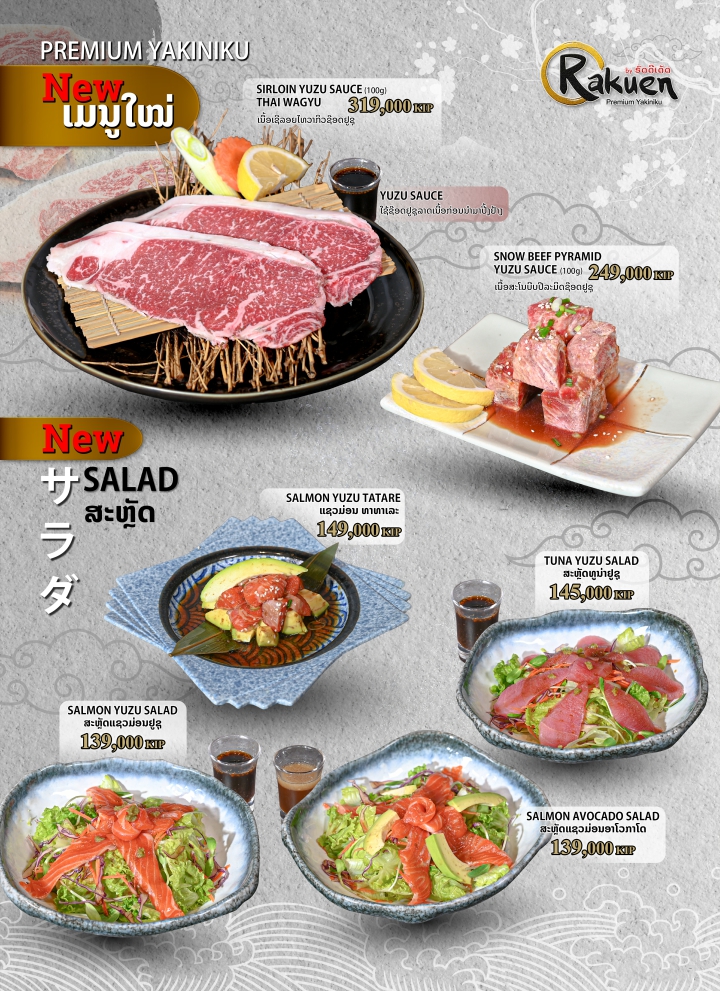 PREMIUM YAKINIKU
New
ເມນູໃໝ່
Rakuen
by ຣົດດີເດັດ
Premium Yakiniku
SIRLOIN YUZU SAUCE (100g)
THAI WAGYU 319,000 KIP
ເນື້ອເຊີລອຍໄທວາກິວຊ໊ອດຢູຊຸ
YUZU SAUCE
ໃຊ້ຊ໊ອດຢູຊຸລາດເນື້ອກ່ອນນຳມາປີ້ງຢ່າງ
SNOW BEEF PYRAMID
YUZU SAUCE (100g) 249,000 KIP
ເນື້ອສະໂນບີບປີລະມິດຊ໊ອດຢູຊຸ
New
サラダ
SALAD
ສະຫຼັດ
SALMON YUZU TATARE
ແຊວມ່ອນ ທາທາເລະ
149,000 KIP
TUNA YUZU SALAD
ສະຫຼັດທູນ່າຢູຊຸ
145,000 KIP
SALMON YUZU SALAD
ສະຫຼັດແຊວມ່ອນຢູຊຸ
139,000 KIP
SALMON AVOCADO SALAD
ສະຫຼັດແຊວມ່ອນອາໂວກາໂດ
139,000 KIP